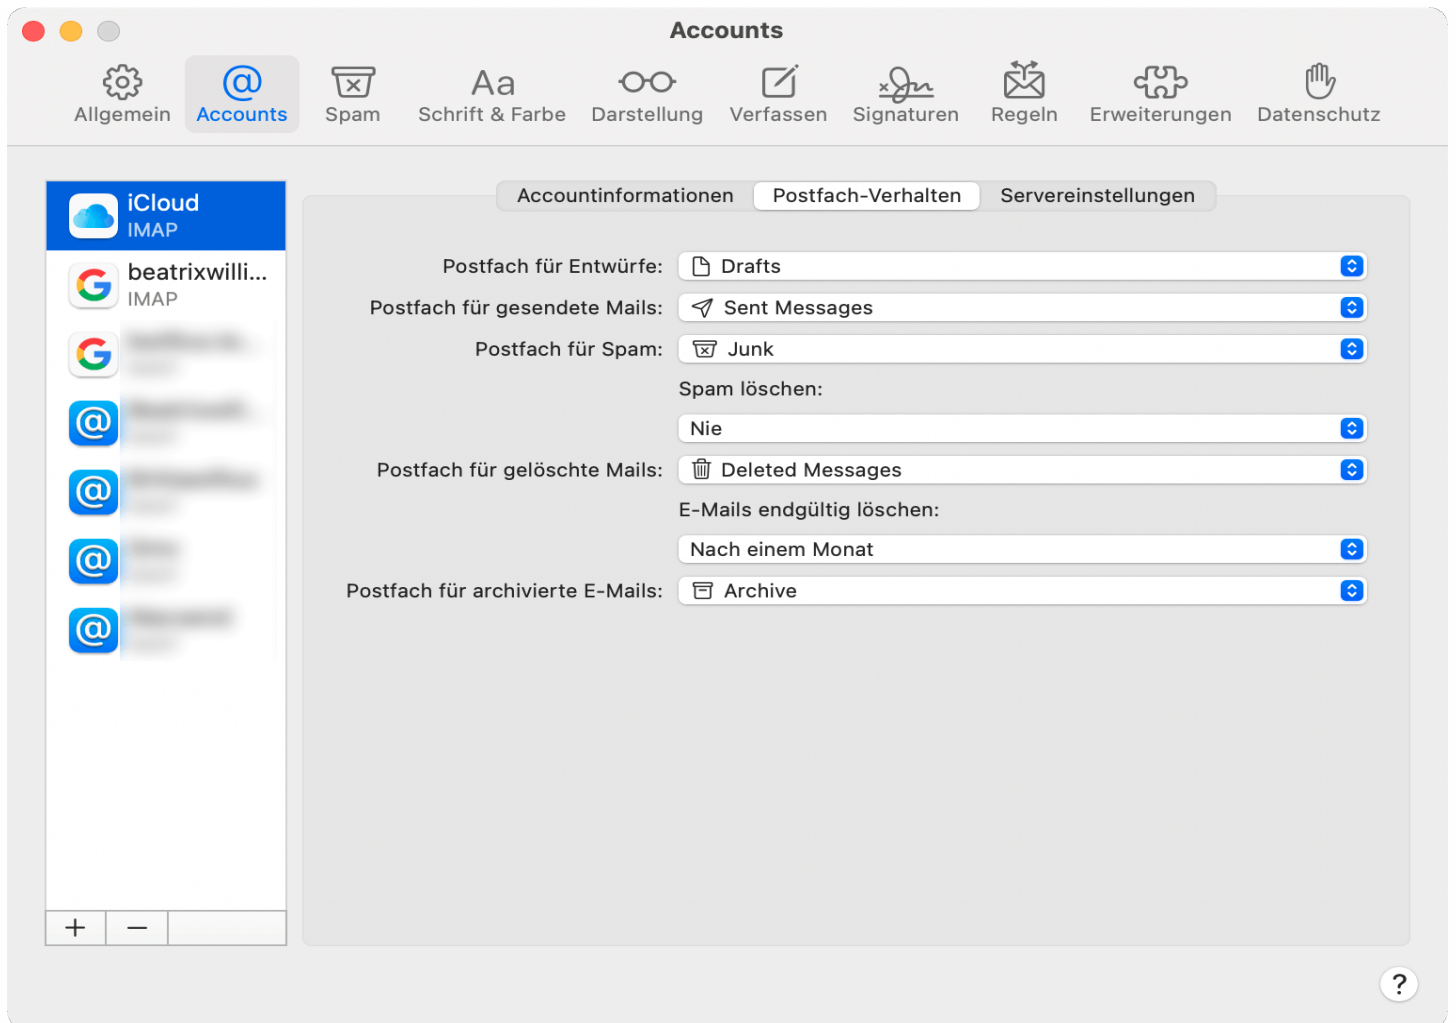 Accounts
Allgemein
Accounts
Spam
Aa
Schrift & Farbe
Darstellung
Verfassen
Signaturen
Regeln
Erweiterungen
Datenschutz
iCloud
IMAP
beatrixwilli...
IMAP
Accountinformationen
Postfach-Verhalten
Servereinstellungen
Postfach für Entwürfe: Drafts
Postfach für gesendete Mails: Sent Messages
Postfach für Spam: Junk
Spam löschen:
Nie
Postfach für gelöschte Mails: Deleted Messages
E-Mails endgültig löschen:
Nach einem Monat
Postfach für archivierte E-Mails: Archive
+ −
?